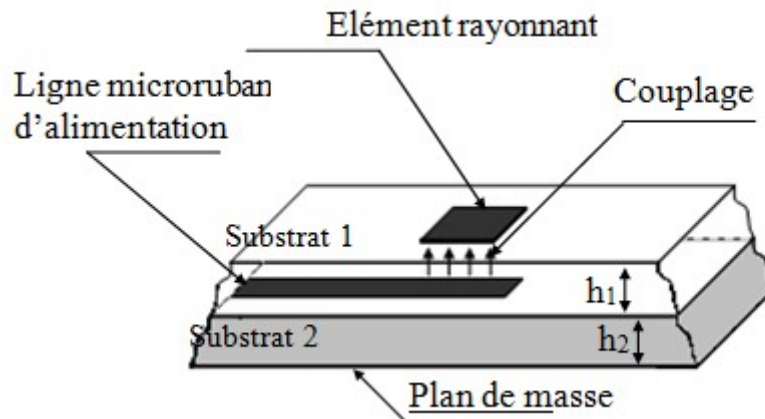 Elément rayonnant
Ligne microruban
d’alimentation
Couplage
Substrat 1
h1
Substrat 2
h2
Plan de masse